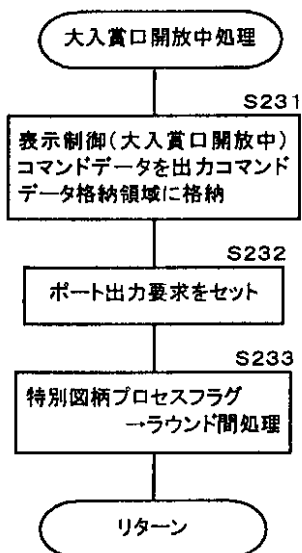 大入賞口開放中処理
S231
表示制御(大入賞口開放中)
コマンドデータを出力コマンド
データ格納領域に格納
S232
ポート出力要求をセット
S233
特別図柄プロセスフラグ
→ラウンド間処理
リターン